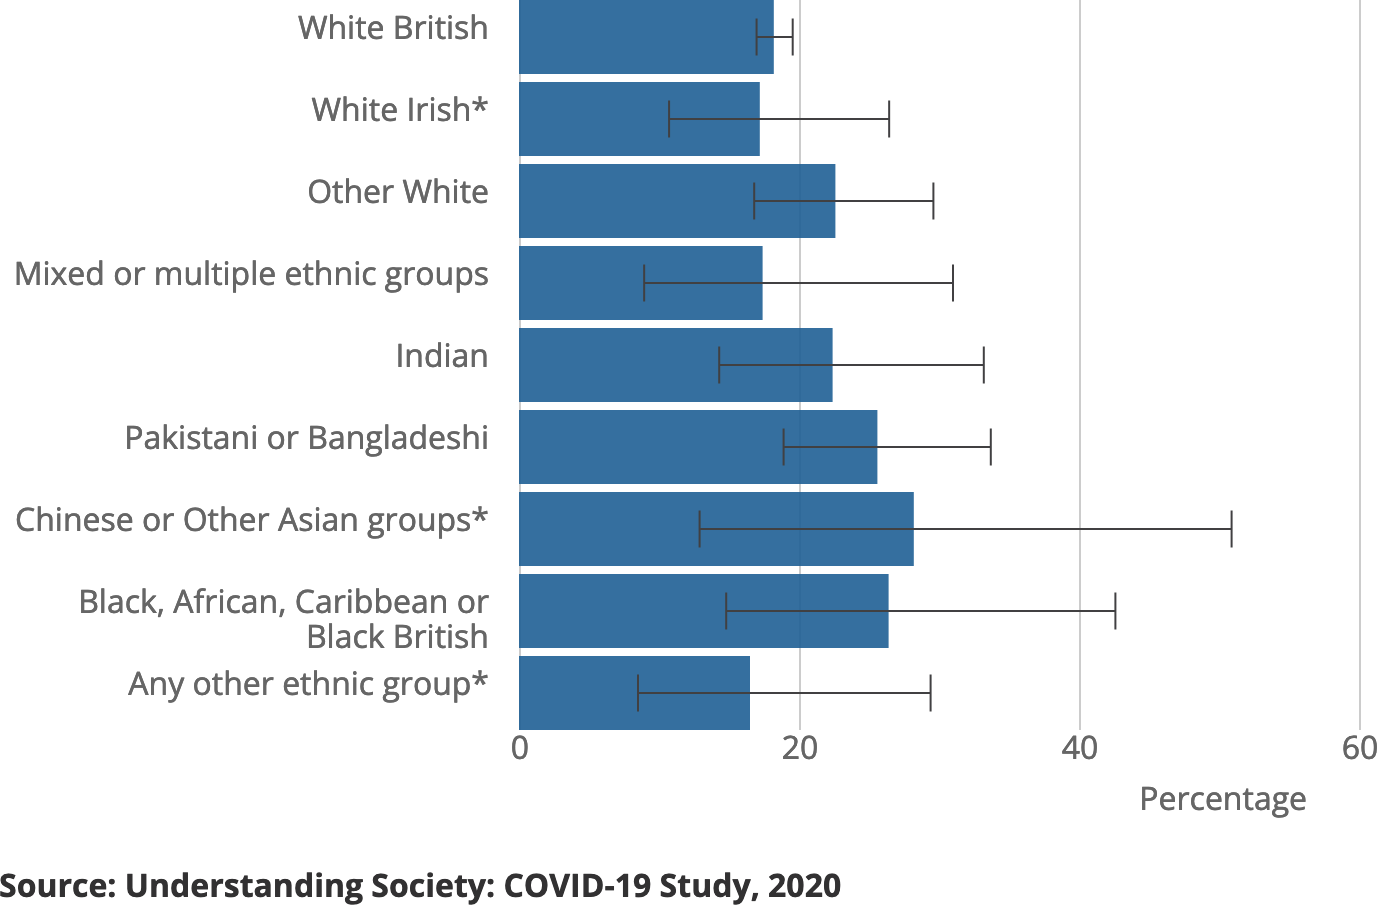 White British
White Irish*
Other White
Mixed or multiple ethnic groups
Indian
Pakistani or Bangladeshi
Chinese or Other Asian groups*
Black, African, Caribbean or
Black British
Any other ethnic group*
0 20 40 60
Percentage
Source: Understanding Society: COVID-19 Study, 2020